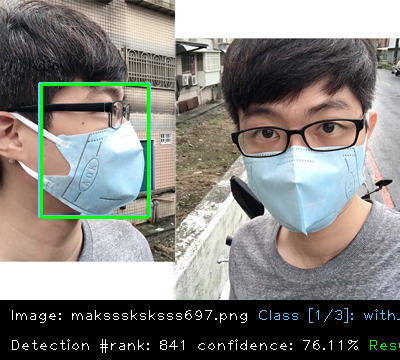 Image: maksssksksss697.png Class [1/3]: with_
Detection #rank: 841 confidence: 76.11% Res